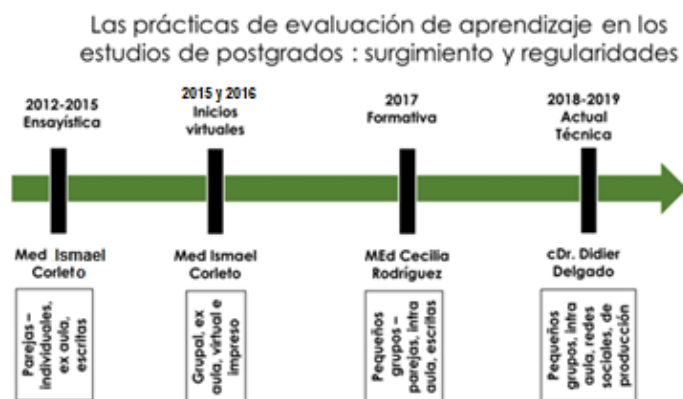 Las prácticas de evaluación de aprendizaje en los
estudios de postgrados : surgimiento y regularidades
2012-2015
Ensayística
2015 y 2016
Inicios
virtuales
2017
Formativa
2018-2019
Actual
Técnica
Med Ismael
Corleto
Med Ismael
Corleto
MEd Cecilia
Rodríguez
cDr. Didier
Delgado
Parejas –
individuales,
ex aula,
escritas
Grupal, ex
aula, virtual e
impreso
Pequeños
grupos –
parejas, intra
aula, escritas
Pequeños
grupos, intra
aula, redes
sociales, de
producción